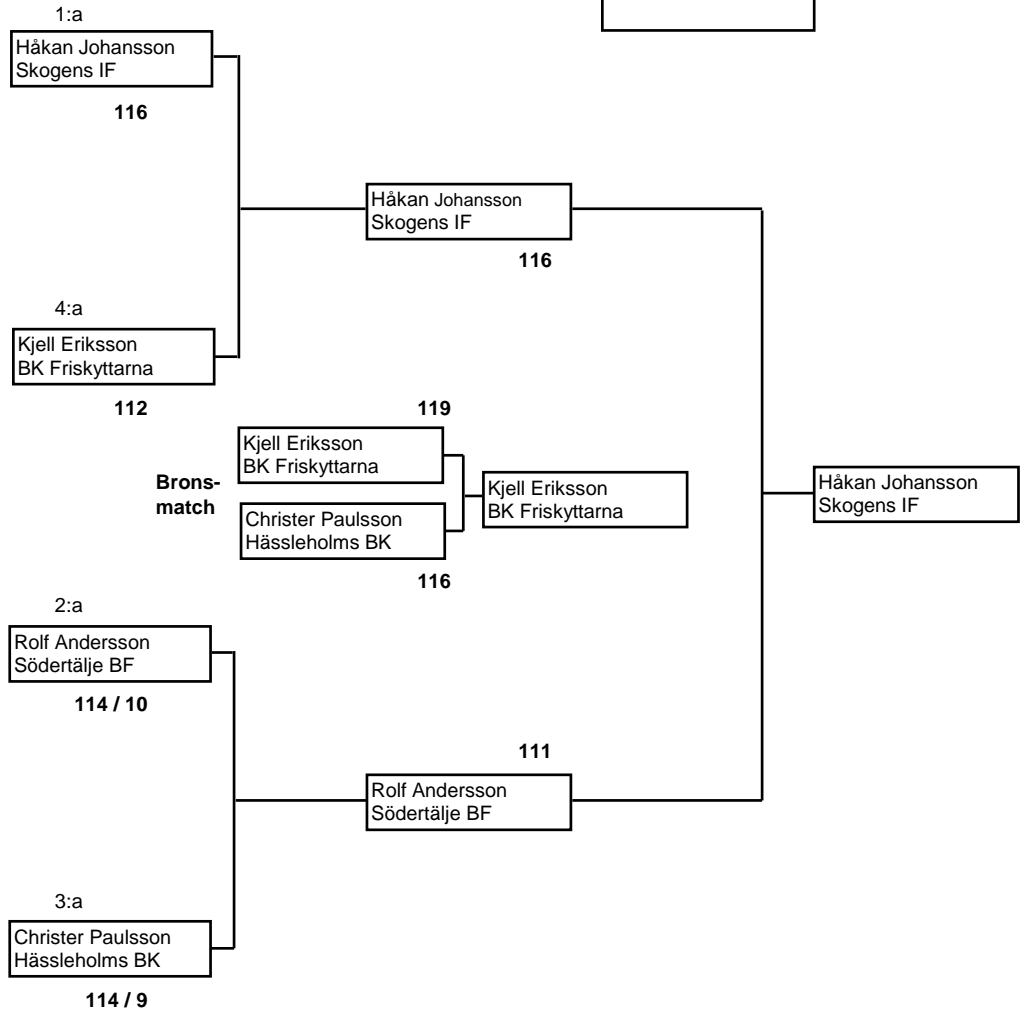 1:a
Håkan Johansson
Skogens IF
116
Håkan Johansson
Skogens IF
116
4:a
Kjell Eriksson
BK Friskyttarna
112
119
Kjell Eriksson
BK Friskyttarna
Brons-
match
Kjell Eriksson
BK Friskyttarna
Håkan Johansson
Skogens IF
Christer Paulsson
Hässleholms BK
116
2:a
Rolf Andersson
Södertälje BF
114 / 10
111
Rolf Andersson
Södertälje BF
3:a
Christer Paulsson
Hässleholms BK
114 / 9